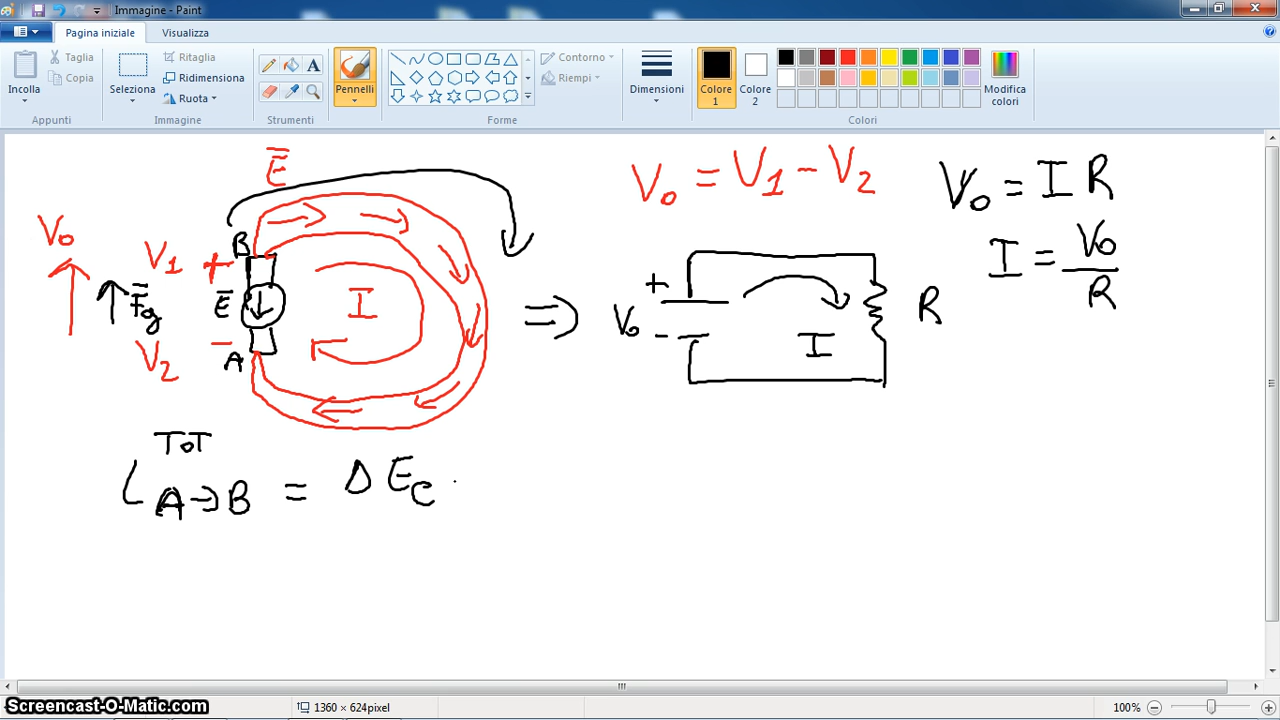 Immagine - Paint
Pagina iniziale
Visualizza
Incolla
Taglia
Copia
Appunti
Seleziona
Ritaglia
Ridimensiona
Ruota
Immagine
Strumenti
Pennelli
Contorno
Riempi
Forme
Dimensioni
Colore 1
Colore 2
Modifica colori
Colori
E̅
V₀ = V₁ - V₂
V₀ = I R
I = V₀/R
V₀
V₁
+
B
E̅
I
V₂
-
A
⇒
+
V₀
-
I
R
L A→B TOT = Δ E_C
Screencast-O-Matic.com
1360 × 624pixel
100%